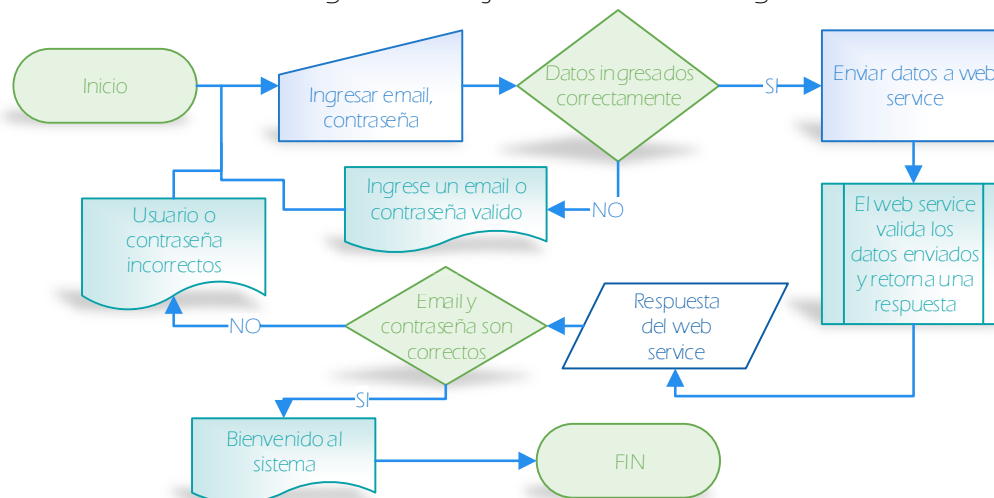 Inicio
Ingresar email,
contraseña
Datos ingresados
correctamente
SI
Enviar datos a web
service
Ingrese un email o
contraseña valido
NO
El web service
valida los
datos enviados
y retorna una
respuesta
Usuario o
contraseña
incorrectos
NO
Email y
contraseña son
correctos
Respuesta
del web
service
SI
Bienvenido al
sistema
FIN